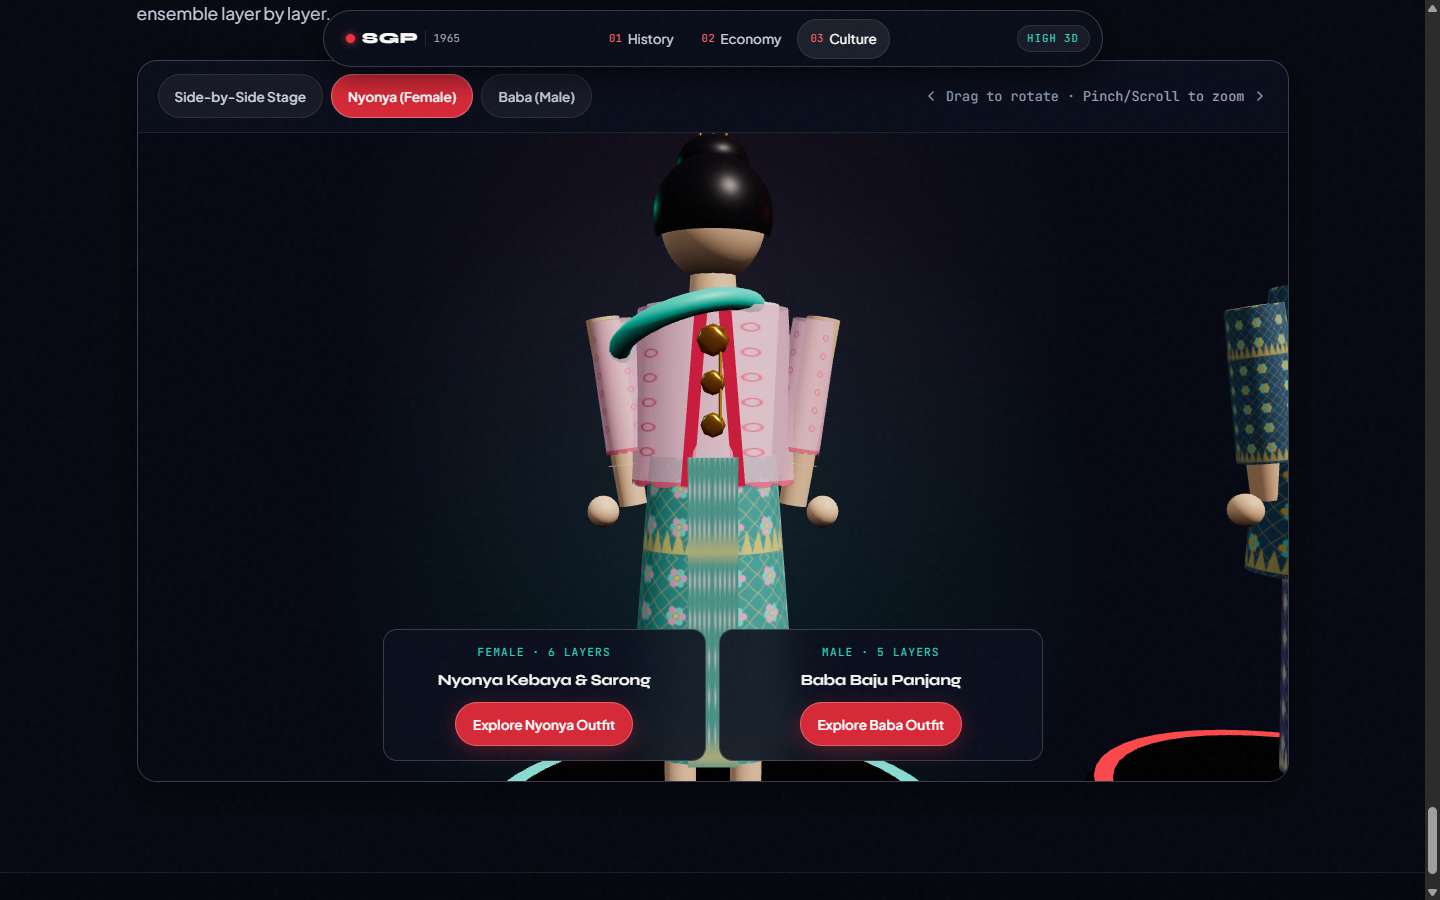 ensemble layer by layer.
SGP 1965 01 History 02 Economy 03 Culture HIGH 3D
Side-by-Side Stage Nyonya (Female) Baba (Male) Drag to rotate · Pinch/Scroll to zoom
FEMALE · 6 LAYERS
Nyonya Kebaya & Sarong
Explore Nyonya Outfit
MALE · 5 LAYERS
Baba Baju Panjang
Explore Baba Outfit